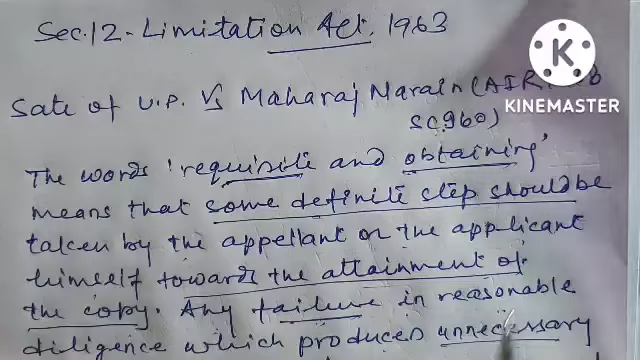 Sec.12 - Limitation Act, 1963
Sate of U.P. Vs Maharaj Narain (AIR
SC 960)
K
KINEMASTER
The words 'requisite and obtaining'
means that some definite step should be
taken by the appellant or the applicant
himself towards the attainment of
the copy. Any failure in reasonable
diligence which produces unnecessary